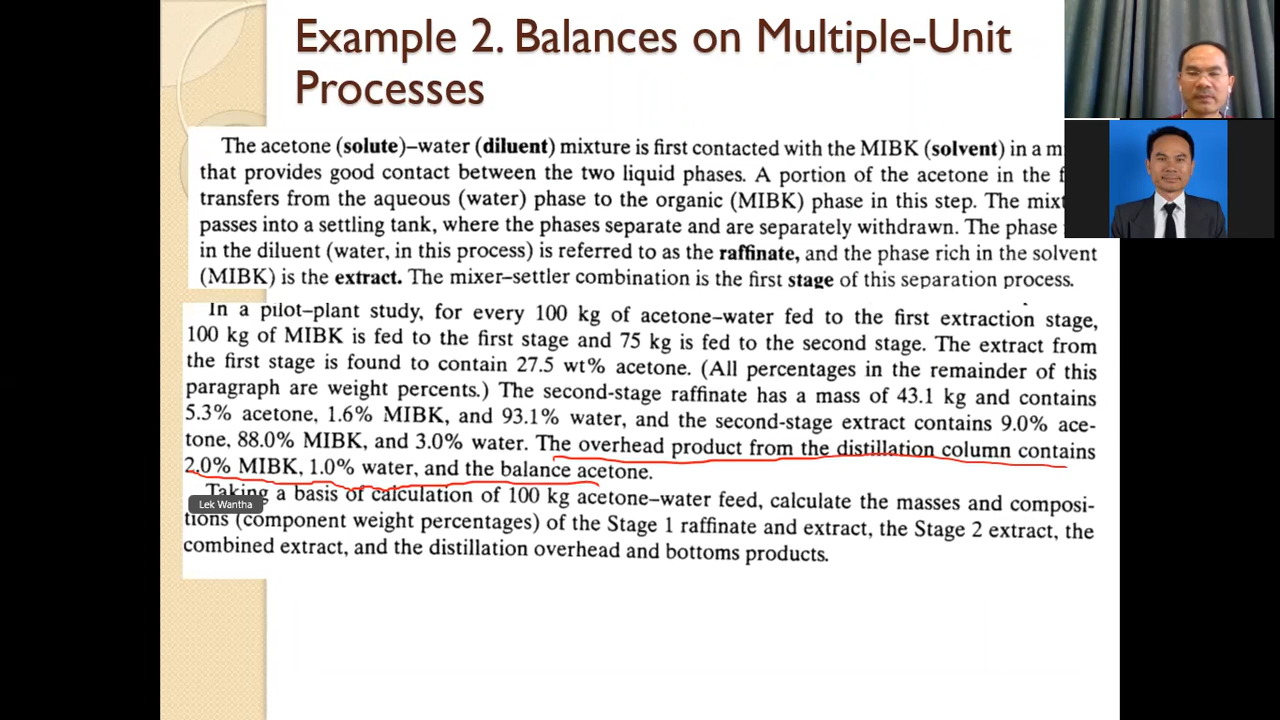 Example 2. Balances on Multiple-Unit
Processes
The acetone (solute)–water (diluent) mixture is first contacted with the MIBK (solvent) in a
that provides good contact between the two liquid phases. A portion of the acetone in the
transfers from the aqueous (water) phase to the organic (MIBK) phase in this step. The
passes into a settling tank, where the phases separate and are separately withdrawn. The phase
in the diluent (water, in this process) is referred to as the raffinate, and the phase rich in the solvent
(MIBK) is the extract. The mixer–settler combination is the first stage of this separation process.
In a pilot–plant study, for every 100 kg of acetone–water fed to the first extraction stage,
100 kg of MIBK is fed to the first stage and 75 kg is fed to the second stage. The extract from
the first stage is found to contain 27.5 wt% acetone. (All percentages in the remainder of this
paragraph are weight percents.) The second-stage raffinate has a mass of 43.1 kg and contains
5.3% acetone, 1.6% MIBK, and 93.1% water, and the second-stage extract contains 9.0% ace-
tone, 88.0% MIBK, and 3.0% water. The overhead product from the distillation column contains
2.0% MIBK, 1.0% water, and the balance acetone.
Taking a basis of calculation of 100 kg acetone–water feed, calculate the masses and composi-
Lek Wantha
tions (component weight percentages) of the Stage 1 raffinate and extract, the Stage 2 extract, the
combined extract, and the distillation overhead and bottoms products.